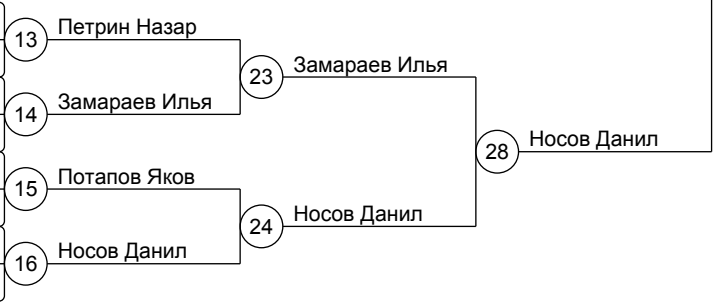 13 Петрин Назар
23 Замараев Илья
14 Замараев Илья
28 Носов Данил
15 Потапов Яков
24 Носов Данил
16 Носов Данил